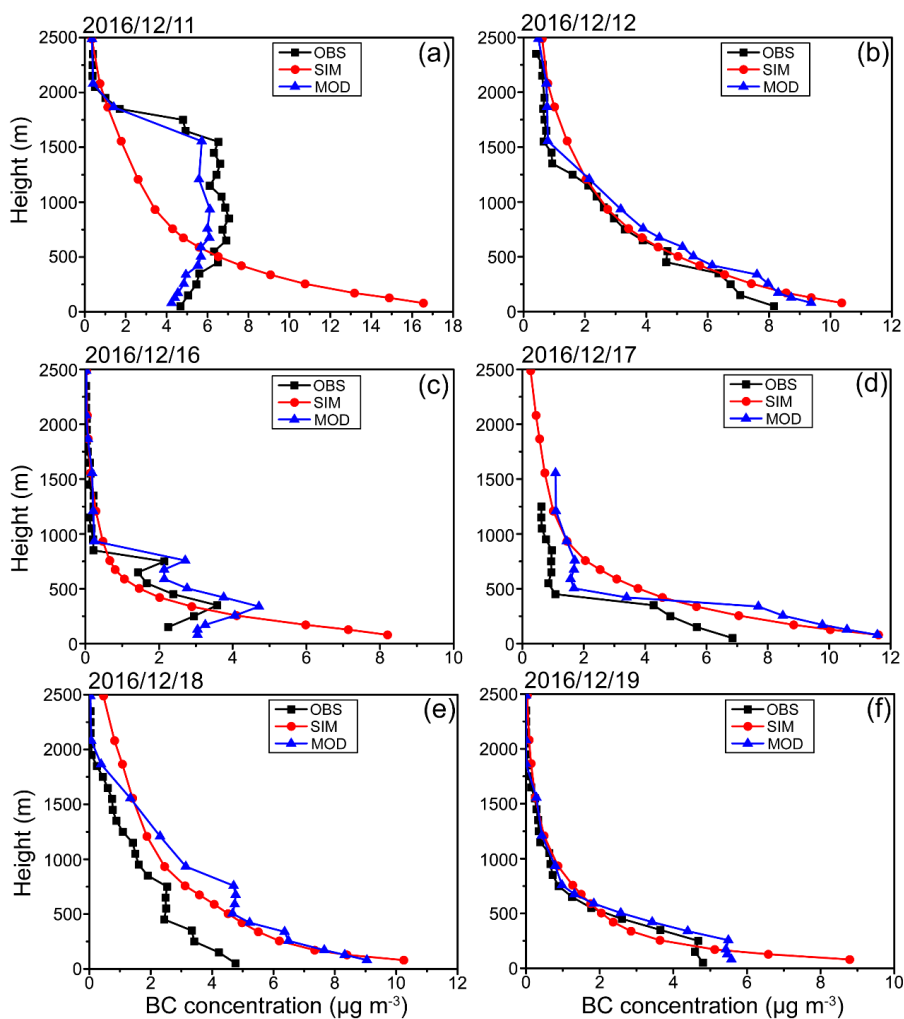 2016/12/11
2016/12/12
2500
2000
1500
1000
500
0
Height (m)
OBS
SIM
MOD
(a)
0 2 4 6 8 10 12 14 16 18
2500
2000
1500
1000
500
0
Height (m)
OBS
SIM
MOD
(b)
0 2 4 6 8 10 12
2016/12/16
2016/12/17
2500
2000
1500
1000
500
0
Height (m)
OBS
SIM
MOD
(c)
0 2 4 6 8 10
2500
2000
1500
1000
500
0
Height (m)
OBS
SIM
MOD
(d)
0 2 4 6 8 10 12
2016/12/18
2016/12/19
2500
2000
1500
1000
500
0
Height (m)
OBS
SIM
MOD
(e)
0 2 4 6 8 10 12
BC concentration (µg m⁻³)
2500
2000
1500
1000
500
0
Height (m)
OBS
SIM
MOD
(f)
0 2 4 6 8 10
BC concentration (µg m⁻³)